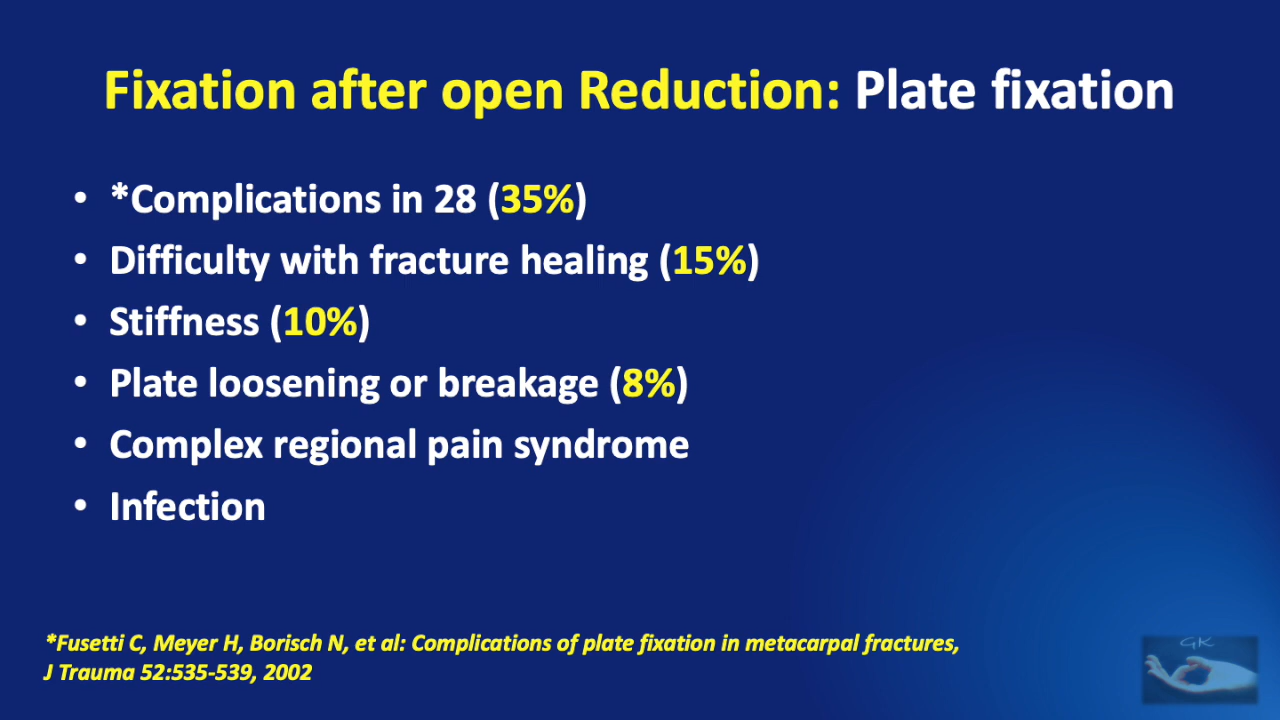 Fixation after open Reduction: Plate fixation
• *Complications in 28 (35%)
• Difficulty with fracture healing (15%)
• Stiffness (10%)
• Plate loosening or breakage (8%)
• Complex regional pain syndrome
• Infection
*Fusetti C, Meyer H, Borisch N, et al: Complications of plate fixation in metacarpal fractures,
J Trauma 52:535-539, 2002
GK